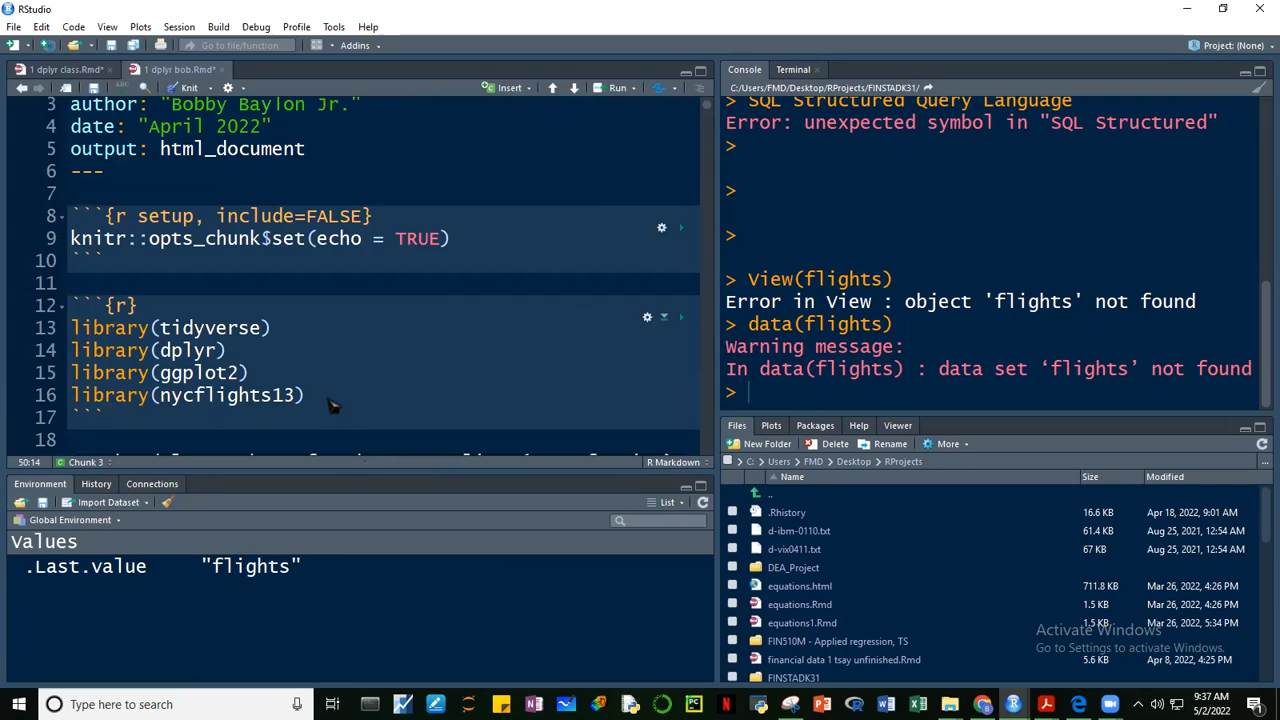 RStudio
File Edit Code View Plots Session Build Debug Profile Tools Help
Go to file/function Addins Project: (None)
1 dplyr class.Rmd* 1 dplyr bob.Rmd*
Knit Insert Run
3 author: "Bobby Baylon Jr."
4 date: "April 2022"
5 output: html_document
6 ---
7
8 ```{r setup, include=FALSE}
9 knitr::opts_chunk$set(echo = TRUE)
10 ```
11
12 ```{r}
13 library(tidyverse)
14 library(dplyr)
15 library(ggplot2)
16 library(nycflights13)
17 ```
18
50:14 Chunk 3 R Markdown
Environment History Connections
Import Dataset List
Global Environment
Values
.Last.value "flights"
Console Terminal
C:/Users/FMD/Desktop/RProjects/FINSTADK31/
> SQL Structured Query Language
Error: unexpected symbol in "SQL Structured"
>
>
>
> View(flights)
Error in View : object 'flights' not found
> data(flights)
Warning message:
In data(flights) : data set ‘flights’ not found
>
Files Plots Packages Help Viewer
New Folder Delete Rename More
C: Users FMD Desktop RProjects
Name Size Modified
..
.Rhistory 16.6 KB Apr 18, 2022, 9:01 AM
d-ibm-0110.txt 61.4 KB Aug 25, 2021, 12:54 AM
d-vix0411.txt 67 KB Aug 25, 2021, 12:54 AM
DEA_Project
equations.html 711.8 KB Mar 26, 2022, 4:26 PM
equations.Rmd 1.5 KB Mar 26, 2022, 4:26 PM
equations1.Rmd 1.5 KB Mar 26, 2022, 5:34 PM
FIN510M - Applied regression, TS
financial data 1 tsay unfinished.Rmd 5.6 KB Apr 8, 2022, 4:25 PM
FINSTADK31
Activate Windows
Go to Settings to activate Windows.
Type here to search
9:37 AM
5/2/2022